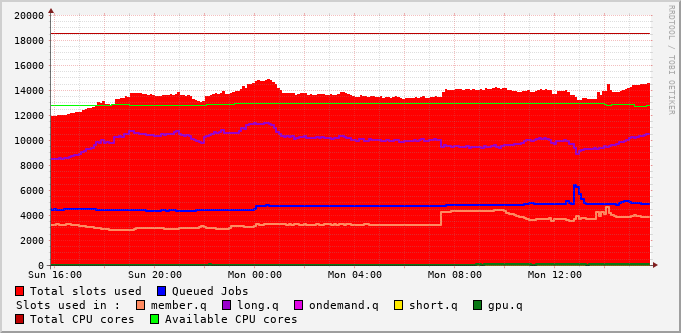 20000
18000
16000
14000
12000
10000
8000
6000
4000
2000
0
Sun 16:00 Sun 20:00 Mon 00:00 Mon 04:00 Mon 08:00 Mon 12:00
Total slots used Queued Jobs
Slots used in : member.q long.q ondemand.q short.q gpu.q
Total CPU cores Available CPU cores
RRDTOOL / TOBI OETIKER